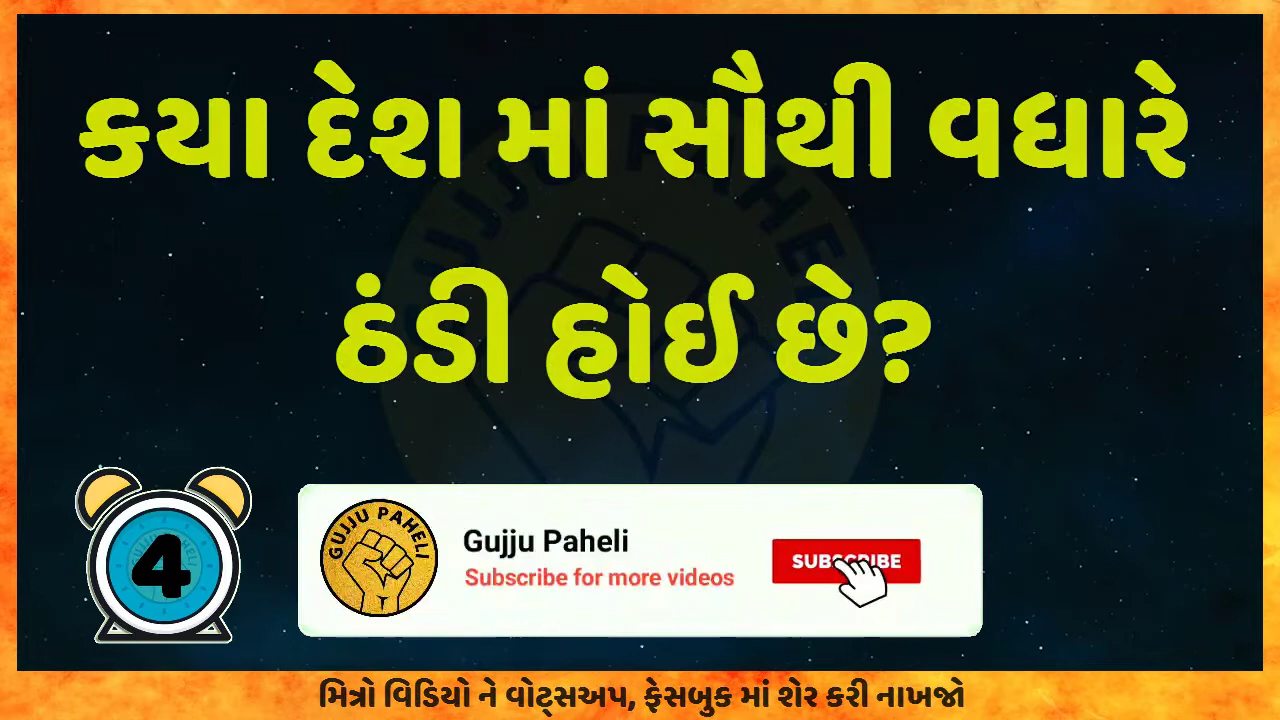 કયા દેશ માં સૌથી વધારે
ઠંડી હોઈ છે?
4
GUJJU PAHELI
Gujju Paheli
Subscribe for more videos
SUBSCRIBE
મિત્રો વિડિયો ને વોટ્સઅપ, ફેસબુક માં શેર કરી નાખજો